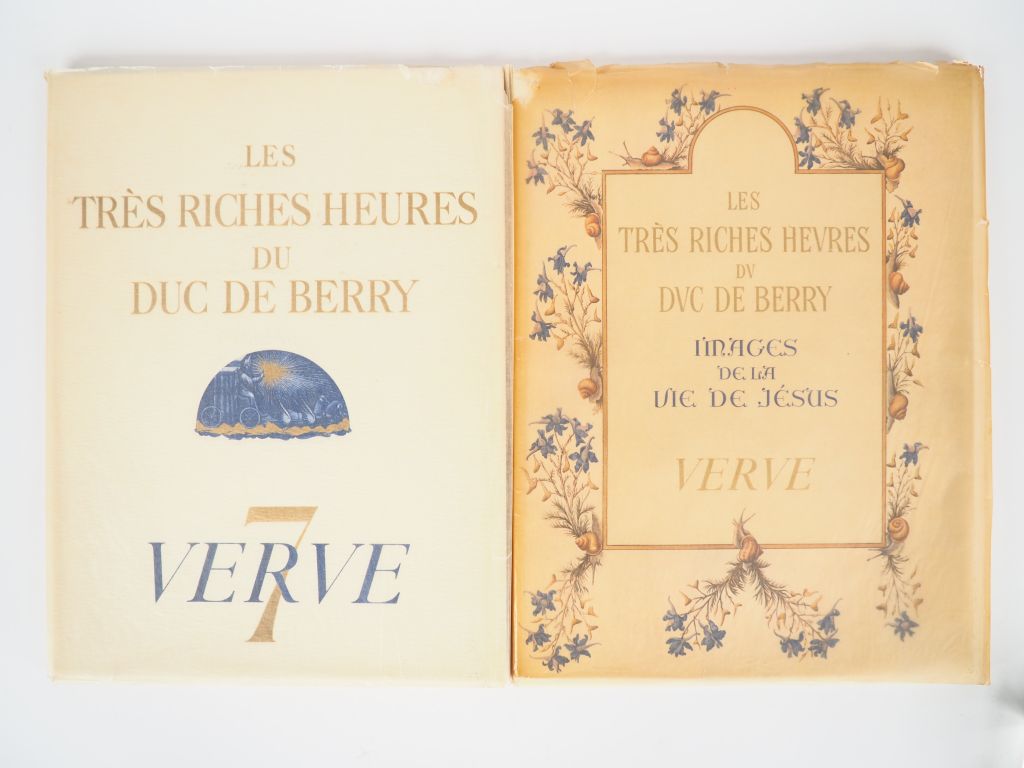 LES
TRÈS RICHES HEURES
DU
DUC DE BERRY
7
VERVE
LES
TRÈS RICHES HEVRES
DV
DVC DE BERRY
IMAGES
DE LA
VIE DE JÉSUS
VERVE